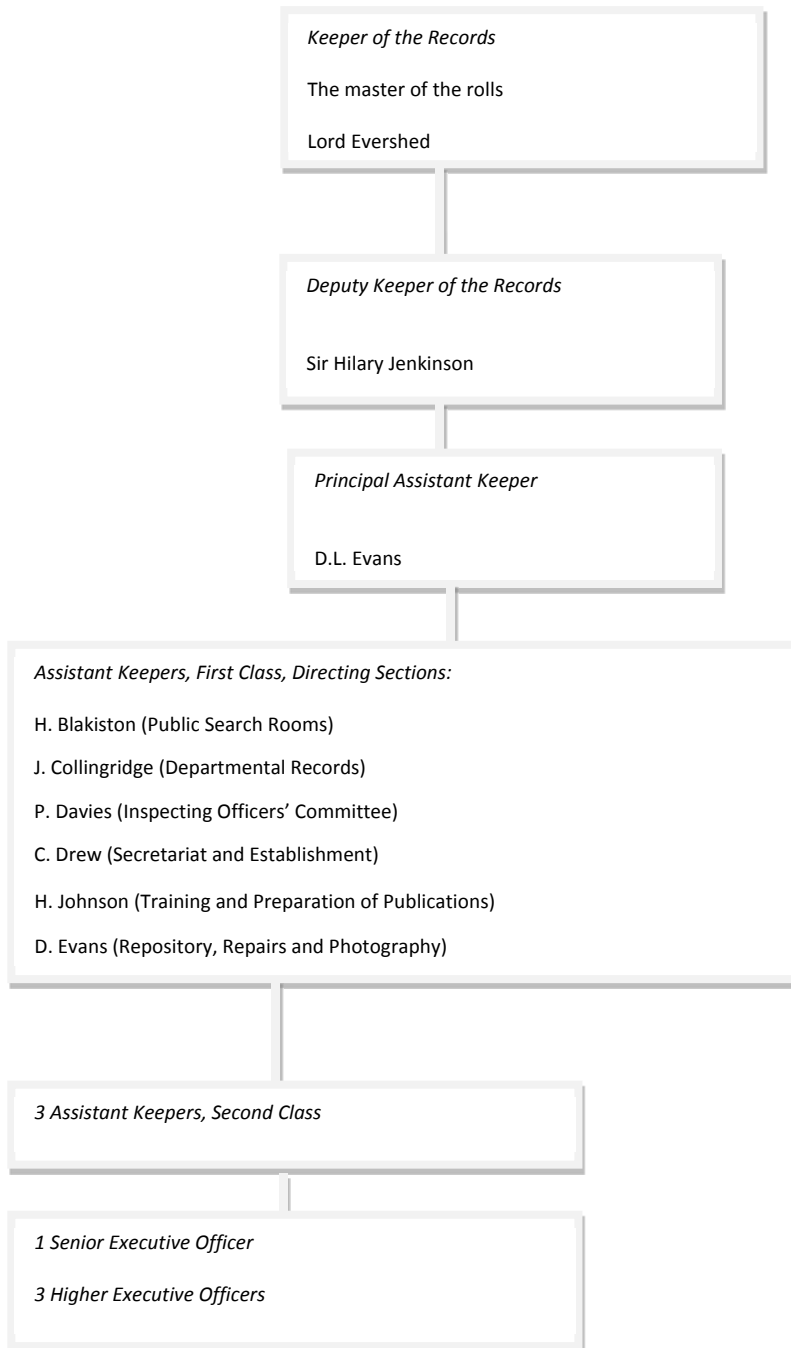 Keeper of the Records
The master of the rolls
Lord Evershed
Deputy Keeper of the Records
Sir Hilary Jenkinson
Principal Assistant Keeper
D.L. Evans
Assistant Keepers, First Class, Directing Sections:
H. Blakiston (Public Search Rooms)
J. Collingridge (Departmental Records)
P. Davies (Inspecting Officers’ Committee)
C. Drew (Secretariat and Establishment)
H. Johnson (Training and Preparation of Publications)
D. Evans (Repository, Repairs and Photography)
3 Assistant Keepers, Second Class
1 Senior Executive Officer
3 Higher Executive Officers